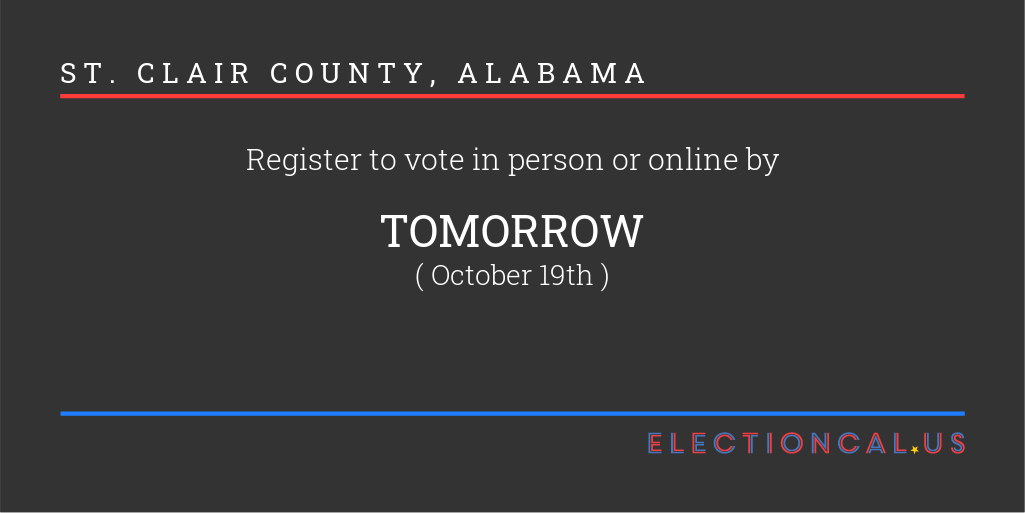 ST. CLAIR COUNTY, ALABAMA
Register to vote in person or online by
TOMORROW
( October 19th )
ELECTIONCAL.US